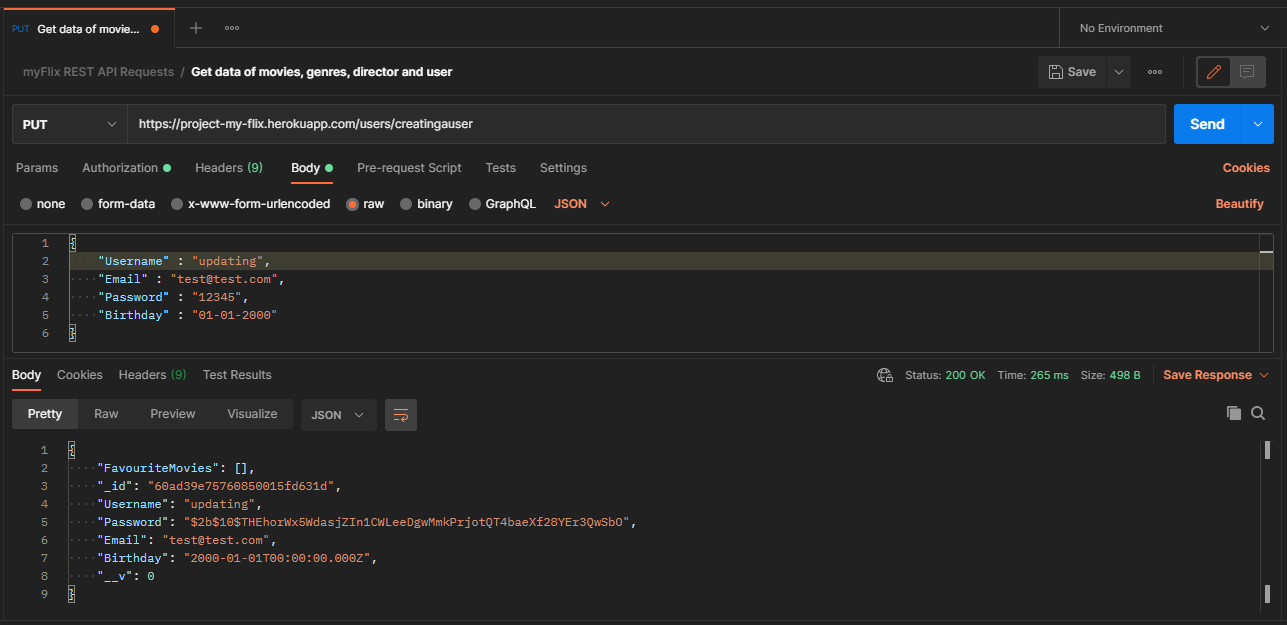 PUT Get data of movie... + ooo No Environment
myFlix REST API Requests / Get data of movies, genres, director and user Save ooo
PUT https://project-my-flix.herokuapp.com/users/creatingauser Send
Params Authorization Headers (9) Body Pre-request Script Tests Settings Cookies
none form-data x-www-form-urlencoded raw binary GraphQL JSON Beautify
1 {
2 "Username" : "updating",
3 "Email" : "test@test.com",
4 "Password" : "12345",
5 "Birthday" : "01-01-2000"
6 }
Body Cookies Headers (9) Test Results Status: 200 OK Time: 265 ms Size: 498 B Save Response
Pretty Raw Preview Visualize JSON
1 {
2 "FavouriteMovies": [],
3 "_id": "60ad39e75760850015fd631d",
4 "Username": "updating",
5 "Password": "$2b$10$THEhorWx5WdasjZIn1CWLeeDgwMmkPrjotQT4baeXf28YEr3QwSbO",
6 "Email": "test@test.com",
7 "Birthday": "2000-01-01T00:00:00.000Z",
8 "__v": 0
9 }